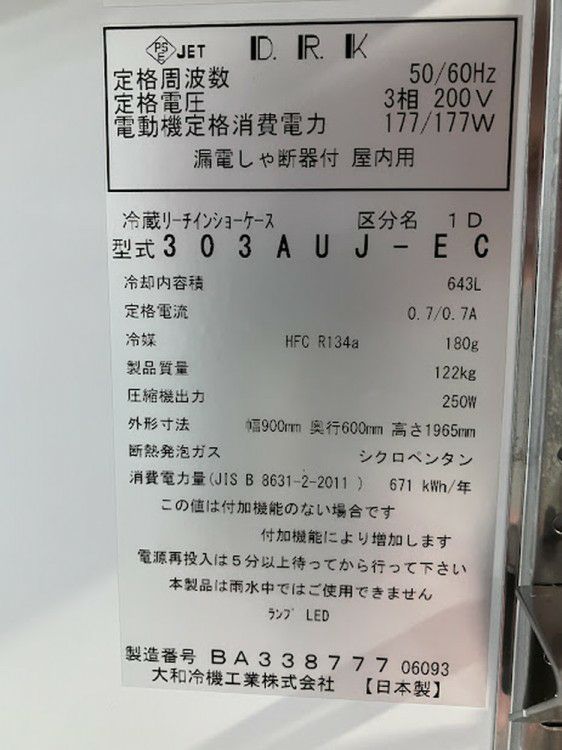 PS E JET D.R.K
定格周波数 50/60Hz
定格電圧 3相 200V
電動機定格消費電力 177/177W
漏電しゃ断器付 屋内用
冷蔵ﾘｰﾁｲﾝｼｮｰｹｰｽ 区分名 1D
型式 303AUJ-EC
冷却内容積 643L
定格電流 0.7/0.7A
冷媒 HFC R134a 180g
製品質量 122kg
圧縮機出力 250W
外形寸法 幅900mm 奥行600mm 高さ1965mm
断熱発泡ガス シクロペンタン
消費電力量(JIS B 8631-2-2011 ) 671 kWh/年
この値は付加機能のない場合です
付加機能により増加します
電源再投入は5分以上待ってから行って下さい
本製品は雨水中ではご使用できません
ﾗﾝﾌﾟ LED
製造番号 BA338777 06093
大和冷機工業株式会社 【日本製】